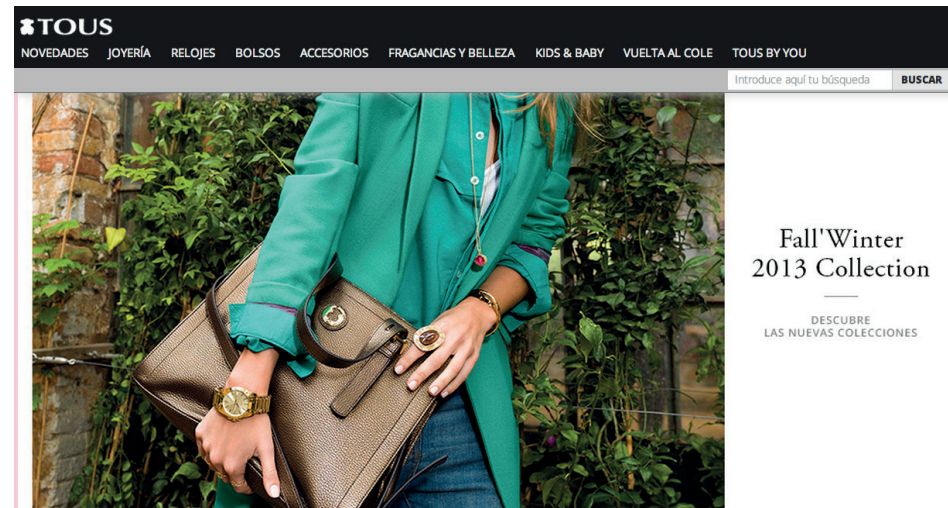 TOUS
NOVEDADES JOYERÍA RELOJES BOLSOS ACCESORIOS FRAGANCIAS Y BELLEZA KIDS & BABY VUELTA AL COLE TOUS BY YOU
Introduce aquí tu búsqueda BUSCAR
Fall'Winter
2013 Collection
DESCUBRE
LAS NUEVAS COLECCIONES